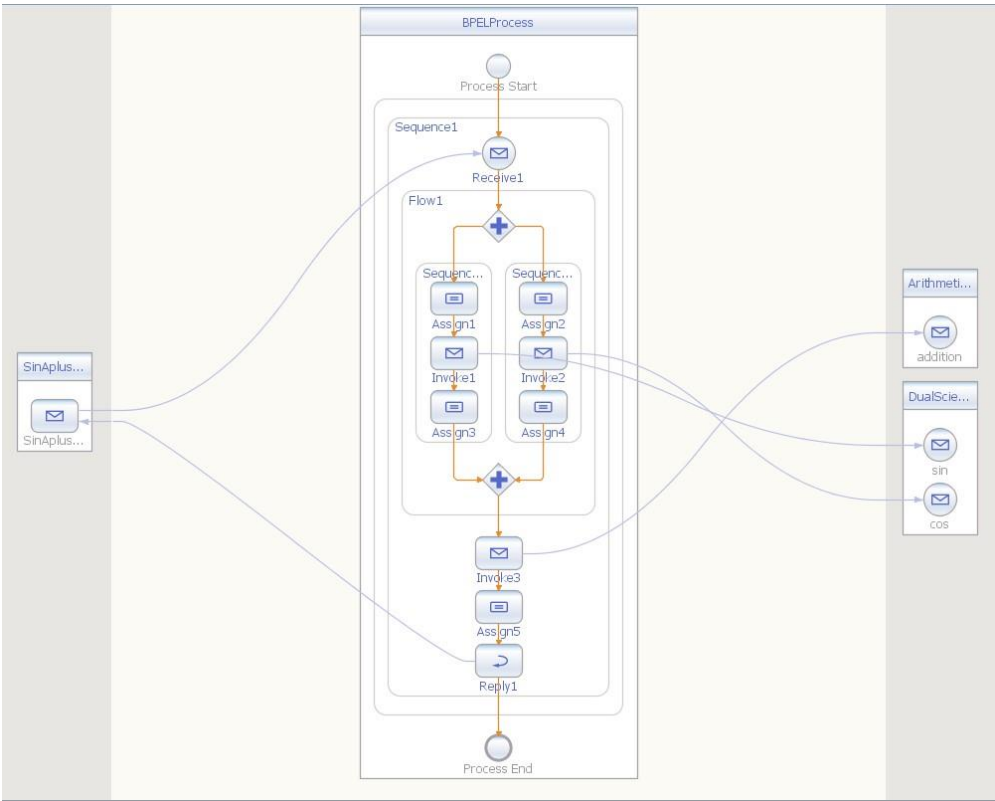 BPELProcess
Process Start
Sequence1
Receive1
Flow1
Sequenc...
Sequenc...
Assign1
Assign2
Invoke1
Invoke2
Assign3
Assign4
Invoke3
Assign5
Reply1
Process End
SinAplus...
SinAplus...
Arithmeti...
addition
DualScie...
sin
cos